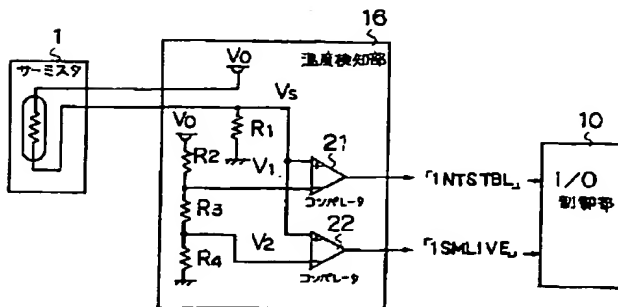 1
サーミスタ
16
温度検知部
V0
Vs
V0
R1
R2
V1
21
コンパレータ
R3
V2
22
R4
コンパレータ
「INTSTBL」
「ISMLIVE」
10
I/O
制御部